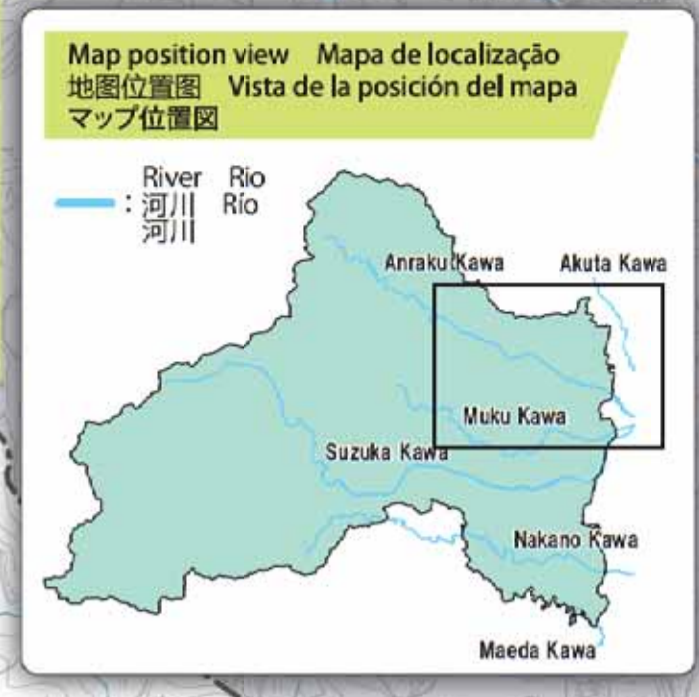 Map position view Mapa de localização
地图位置图 Vista de la posición del mapa
マップ位置図
River Rio
: 河川 Río
河川
Anraku Kawa
Akuta Kawa
Muku Kawa
Suzuka Kawa
Nakano Kawa
Maeda Kawa